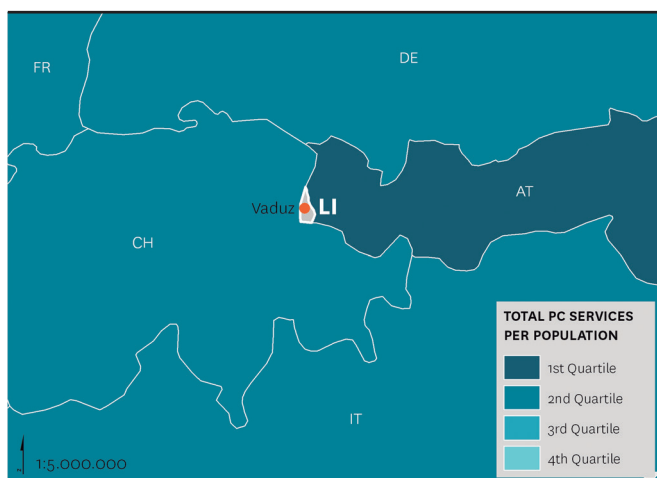 FR
DE
AT
Vaduz LI
CH
TOTAL PC SERVICES
PER POPULATION
1st Quartile
2nd Quartile
3rd Quartile
4th Quartile
IT
1:5.000.000